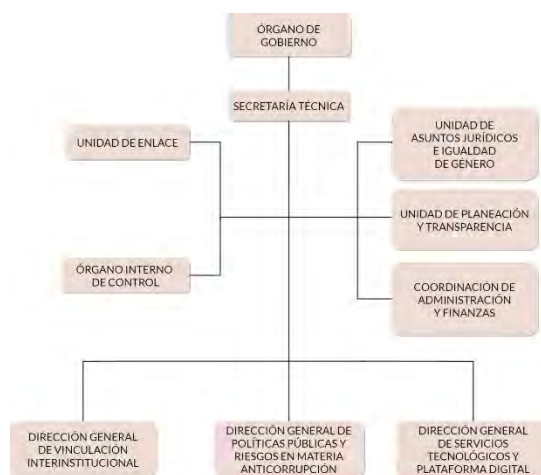 ÓRGANO DE
GOBIERNO
SECRETARÍA TÉCNICA
UNIDAD DE ENLACE
UNIDAD DE
ASUNTOS JURÍDICOS
E IGUALDAD
DE GÉNERO
UNIDAD DE PLANEACIÓN
Y TRANSPARENCIA
ÓRGANO INTERNO
DE CONTROL
COORDINACIÓN DE
ADMINISTRACIÓN
Y FINANZAS
DIRECCIÓN GENERAL
DE VINCULACIÓN
INTERINSTITUCIONAL
DIRECCIÓN GENERAL DE
POLÍTICAS PÚBLICAS Y
RIESGOS EN MATERIA
ANTICORRUPCIÓN
DIRECCIÓN GENERAL
DE SERVICIOS
TECNOLÓGICOS Y
PLATAFORMA DIGITAL